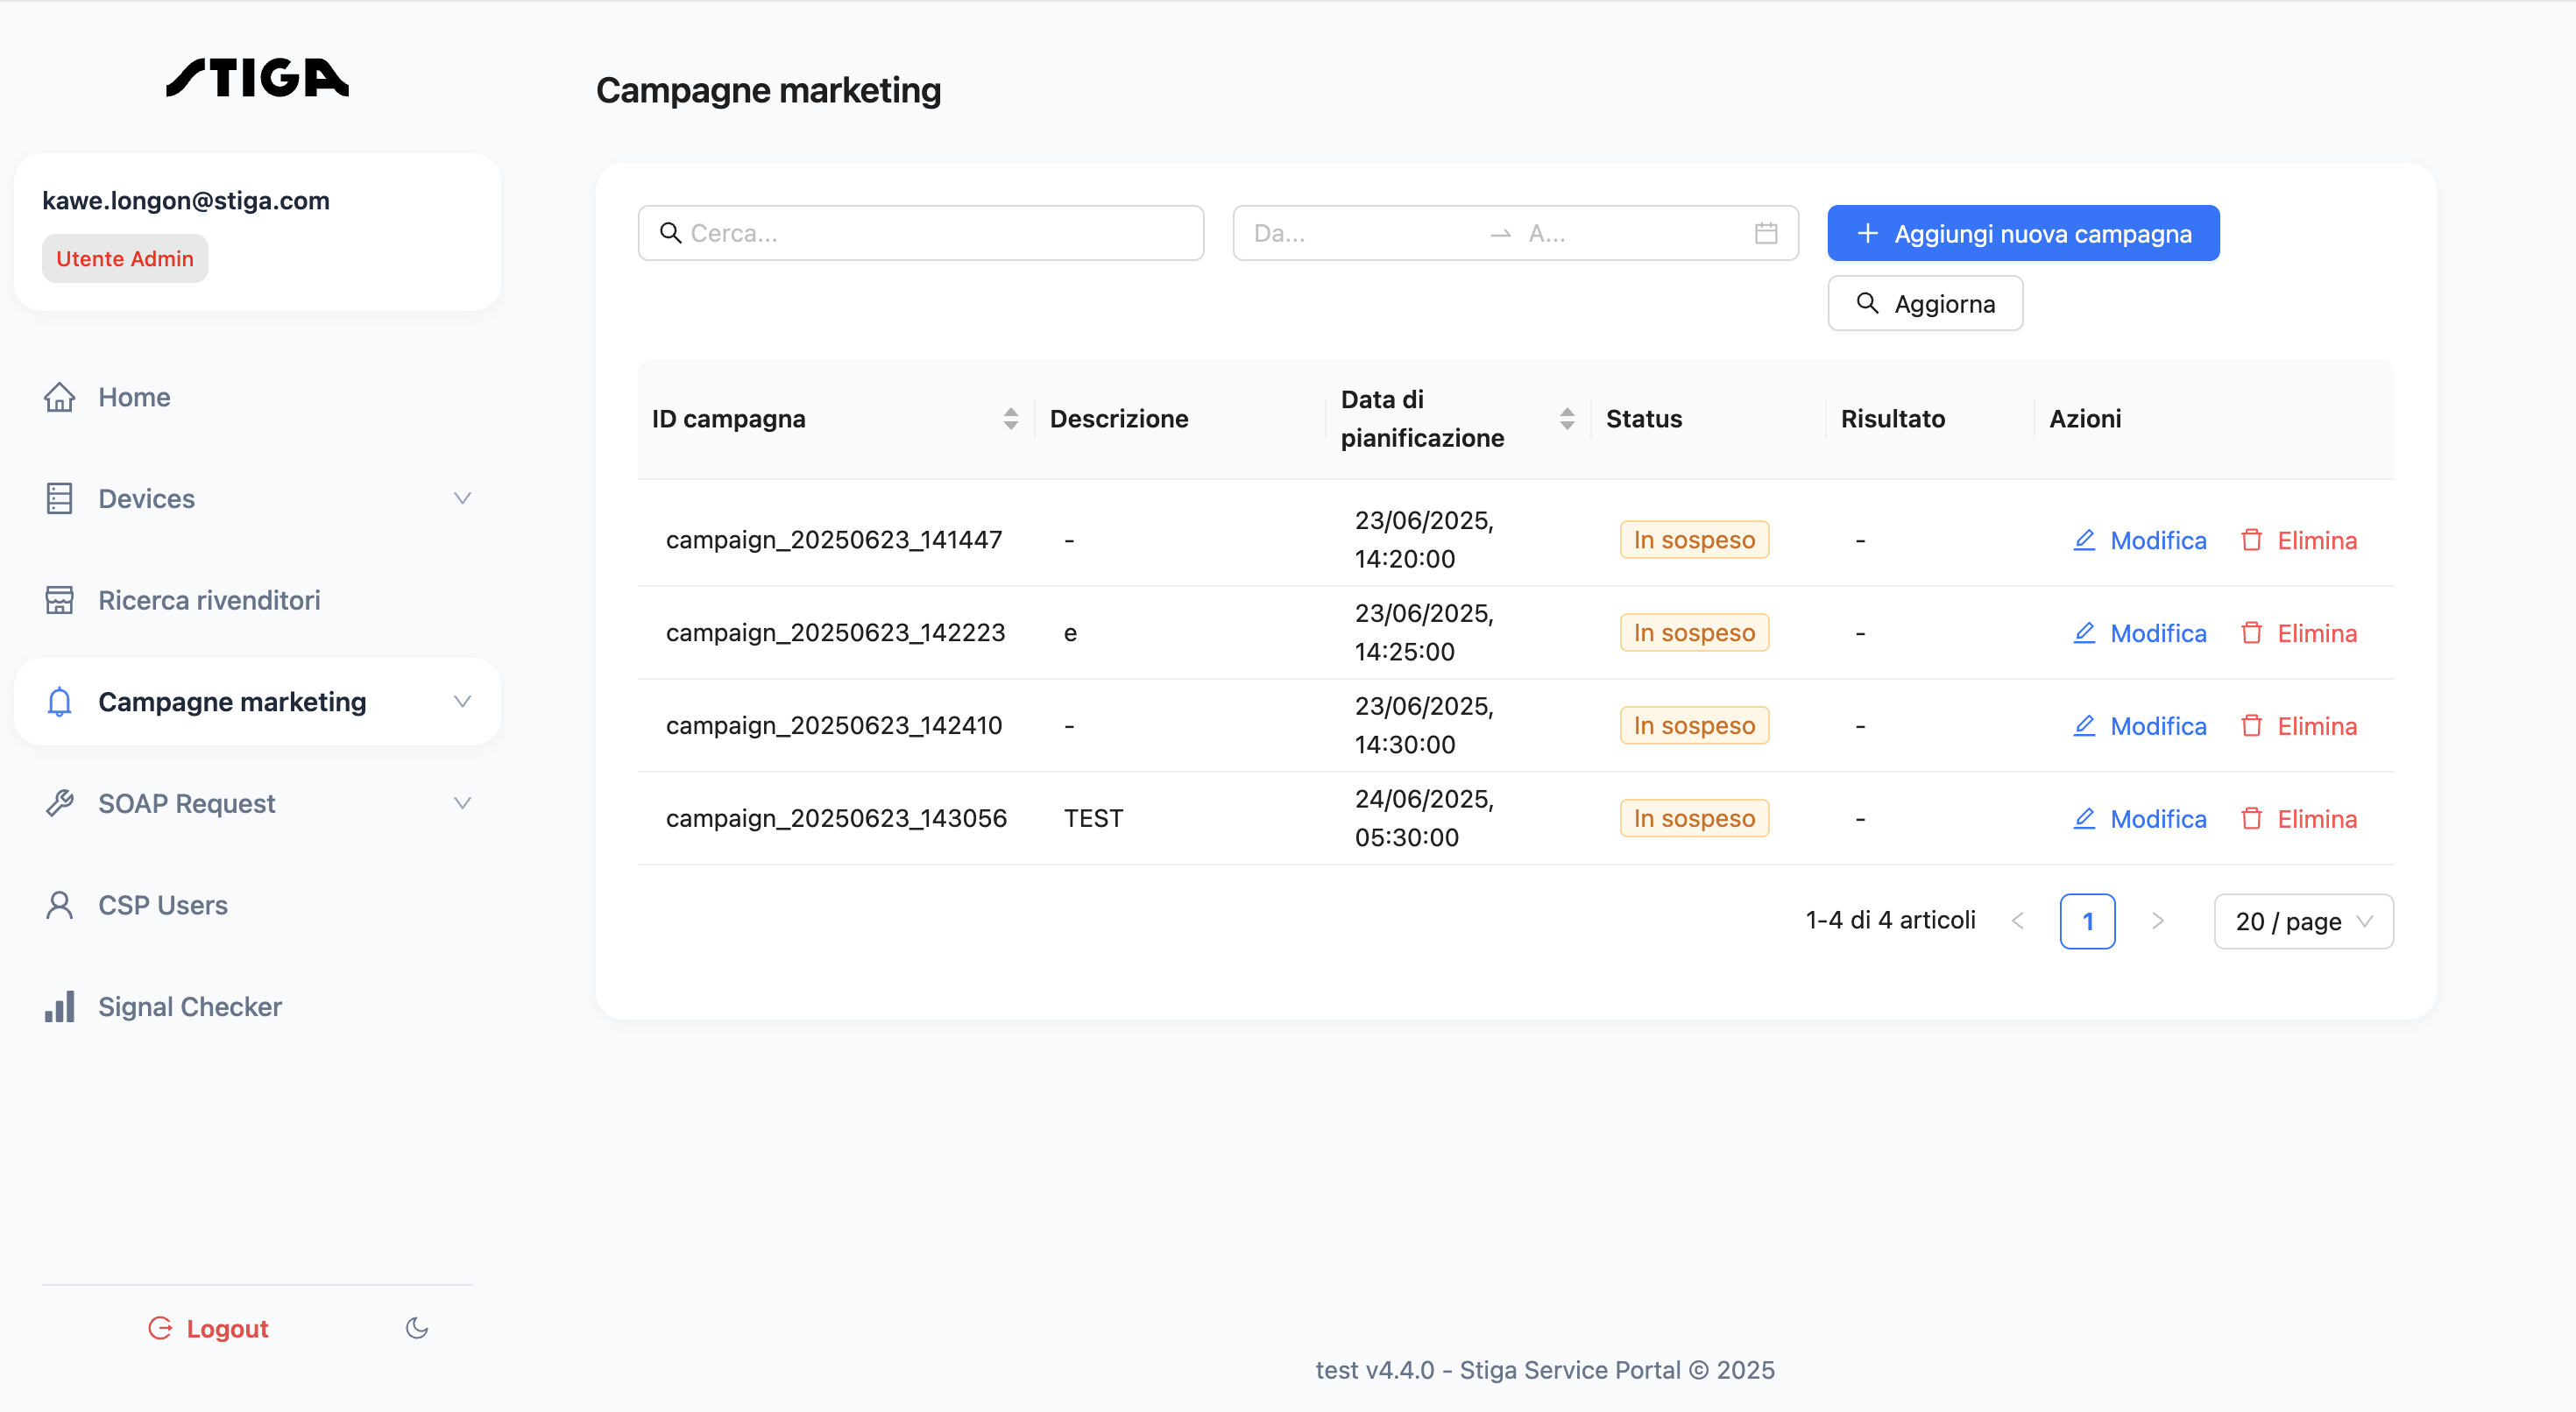 STIGA
kawe.longon@stiga.com
Utente Admin
Home
Devices
Ricerca rivenditori
Campagne marketing
SOAP Request
CSP Users
Signal Checker
Logout
Campagne marketing
Cerca...
Da...
A...
Aggiungi nuova campagna
Aggiorna
ID campagna
Descrizione
Data di
pianificazione
Status
Risultato
Azioni
campaign_20250623_141447
-
23/06/2025,
14:20:00
In sospeso
-
Modifica
Elimina
campaign_20250623_142223
e
23/06/2025,
14:25:00
In sospeso
-
Modifica
Elimina
campaign_20250623_142410
-
23/06/2025,
14:30:00
In sospeso
-
Modifica
Elimina
campaign_20250623_143056
TEST
24/06/2025,
05:30:00
In sospeso
-
Modifica
Elimina
1-4 di 4 articoli
1
20 / page
test v4.4.0 - Stiga Service Portal © 2025